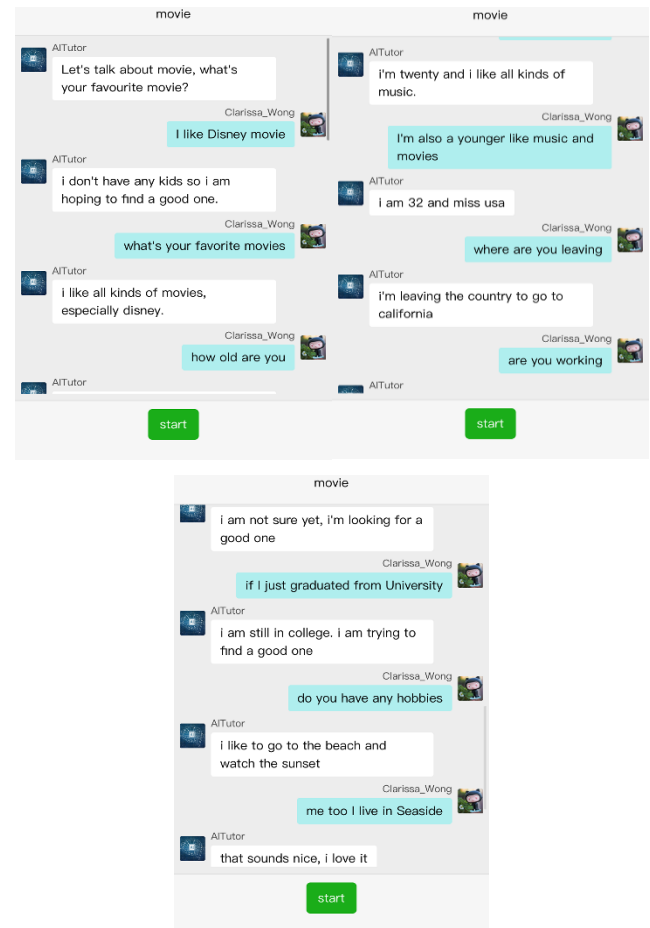 movie
AITutor
Let's talk about movie, what's
your favourite movie?
Clarissa_Wong
I like Disney movie
AITutor
i don't have any kids so i am
hoping to find a good one.
Clarissa_Wong
what's your favorite movies
AITutor
i like all kinds of movies,
especially disney.
Clarissa_Wong
how old are you
AITutor
start
movie
AITutor
i'm twenty and i like all kinds of
music.
Clarissa_Wong
I'm also a younger like music and
movies
AITutor
i am 32 and miss usa
Clarissa_Wong
where are you leaving
AITutor
i'm leaving the country to go to
california
Clarissa_Wong
are you working
AITutor
start
movie
i am not sure yet, i'm looking for a
good one
Clarissa_Wong
if I just graduated from University
AITutor
i am still in college. i am trying to
find a good one
Clarissa_Wong
do you have any hobbies
AITutor
i like to go to the beach and
watch the sunset
Clarissa_Wong
me too I live in Seaside
AITutor
that sounds nice, i love it
start